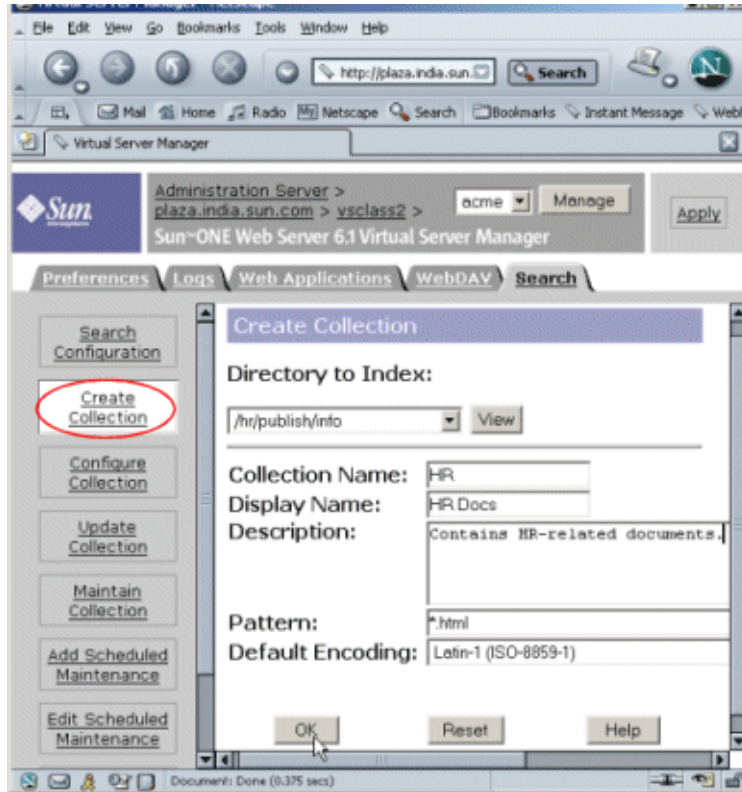 File Edit View Go Bookmarks Tools Window Help
http://plaza.india.sun. Search
Mail Home Radio My Netscape Search Bookmarks Instant Message
Virtual Server Manager
Sun
Administration Server >
plaza.india.sun.com > vsclass2 >
acme Manage
Apply
Sun ONE Web Server 6.1 Virtual Server Manager
Preferences Logs Web Applications WebDAV Search
Search
Configuration
Create
Collection
Configure
Collection
Update
Collection
Maintain
Collection
Add Scheduled
Maintenance
Edit Scheduled
Maintenance
Create Collection
Directory to Index:
/hr/publish/info View
Collection Name: HR
Display Name: HR Docs
Description: Contains HR-related documents.
Pattern: *.html
Default Encoding: Latin-1 (ISO-8859-1)
OK Reset Help
Document: Done (0.375 secs)